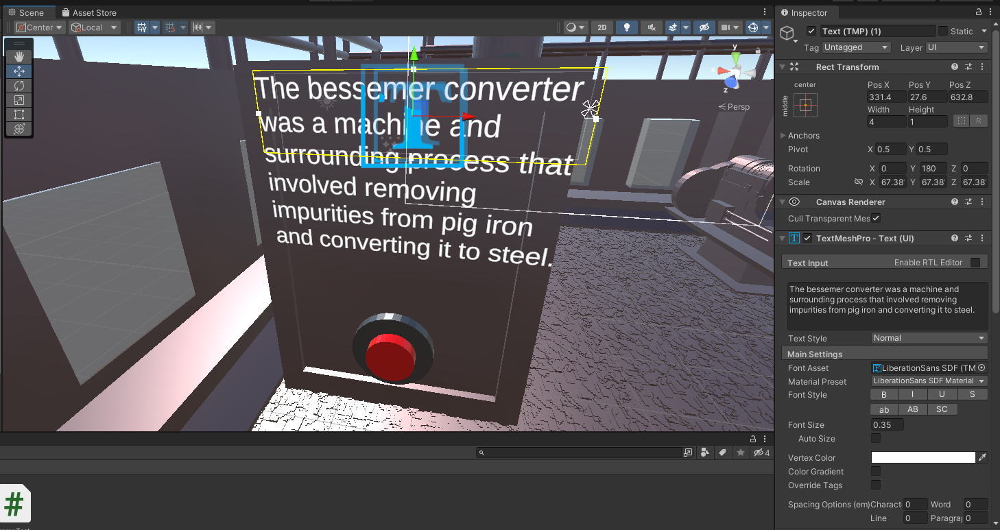 Scene
Asset Store
Center
Local
2D
The bessemer converter
was a machine and
surrounding process that
involved removing
impurities from pig iron
and converting it to steel.
y
x
z
Persp
4
#
Inspector
Text (TMP) (1)
Static
Tag Untagged Layer UI
Rect Transform
center
middle
Pos X Pos Y Pos Z
331.4 27.6 632.8
Width Height
4 1
R
Anchors
Pivot X 0.5 Y 0.5
Rotation X 0 Y 180 Z 0
Scale X 67.38 Y 67.38 Z 67.38
Canvas Renderer
Cull Transparent Mes
T TextMeshPro - Text (UI)
Text Input Enable RTL Editor
The bessemer converter was a machine and
surrounding process that involved removing
impurities from pig iron and converting it to steel.
Text Style Normal
Main Settings
Font Asset F LiberationSans SDF (TM
Material Preset LiberationSans SDF Material
Font Style B I U S
ab AB SC
Font Size 0.35
Auto Size
Vertex Color
Color Gradient
Override Tags
Spacing Options (em) Charact 0 Word 0
Line 0 Paragra 0